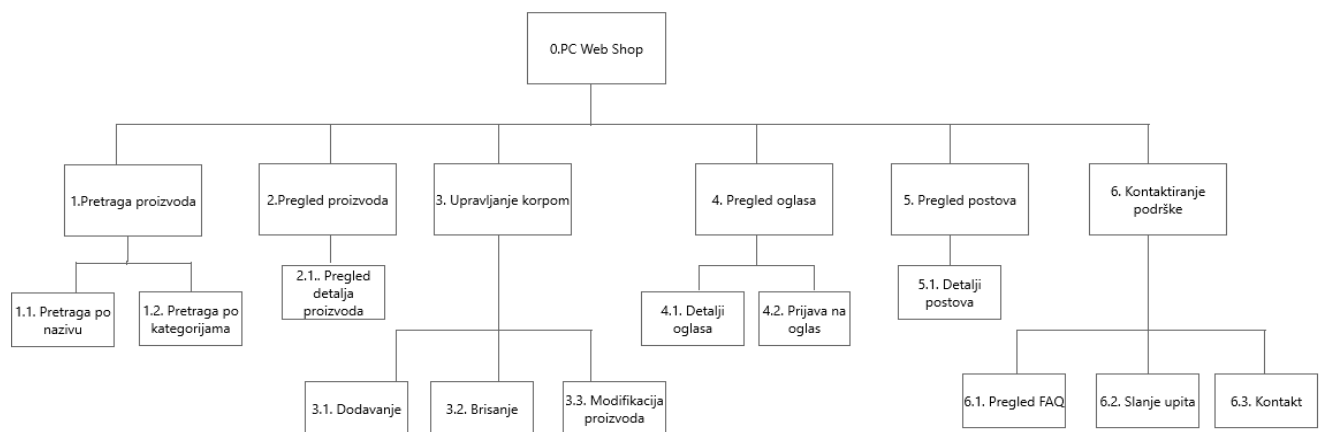 0.PC Web Shop
1.Pretraga proizvoda
2.Pregled proizvoda
3. Upravljanje korpom
4. Pregled oglasa
5. Pregled postova
6. Kontaktiranje
podrške
1.1. Pretraga po
nazivu
1.2. Pretraga po
kategorijama
2.1.. Pregled
detalja
proizvoda
4.1. Detalji
oglasa
4.2. Prijava na
oglas
5.1. Detalji
postova
3.1. Dodavanje
3.2. Brisanje
3.3. Modifikacija
proizvoda
6.1. Pregled FAQ
6.2. Slanje upita
6.3. Kontakt